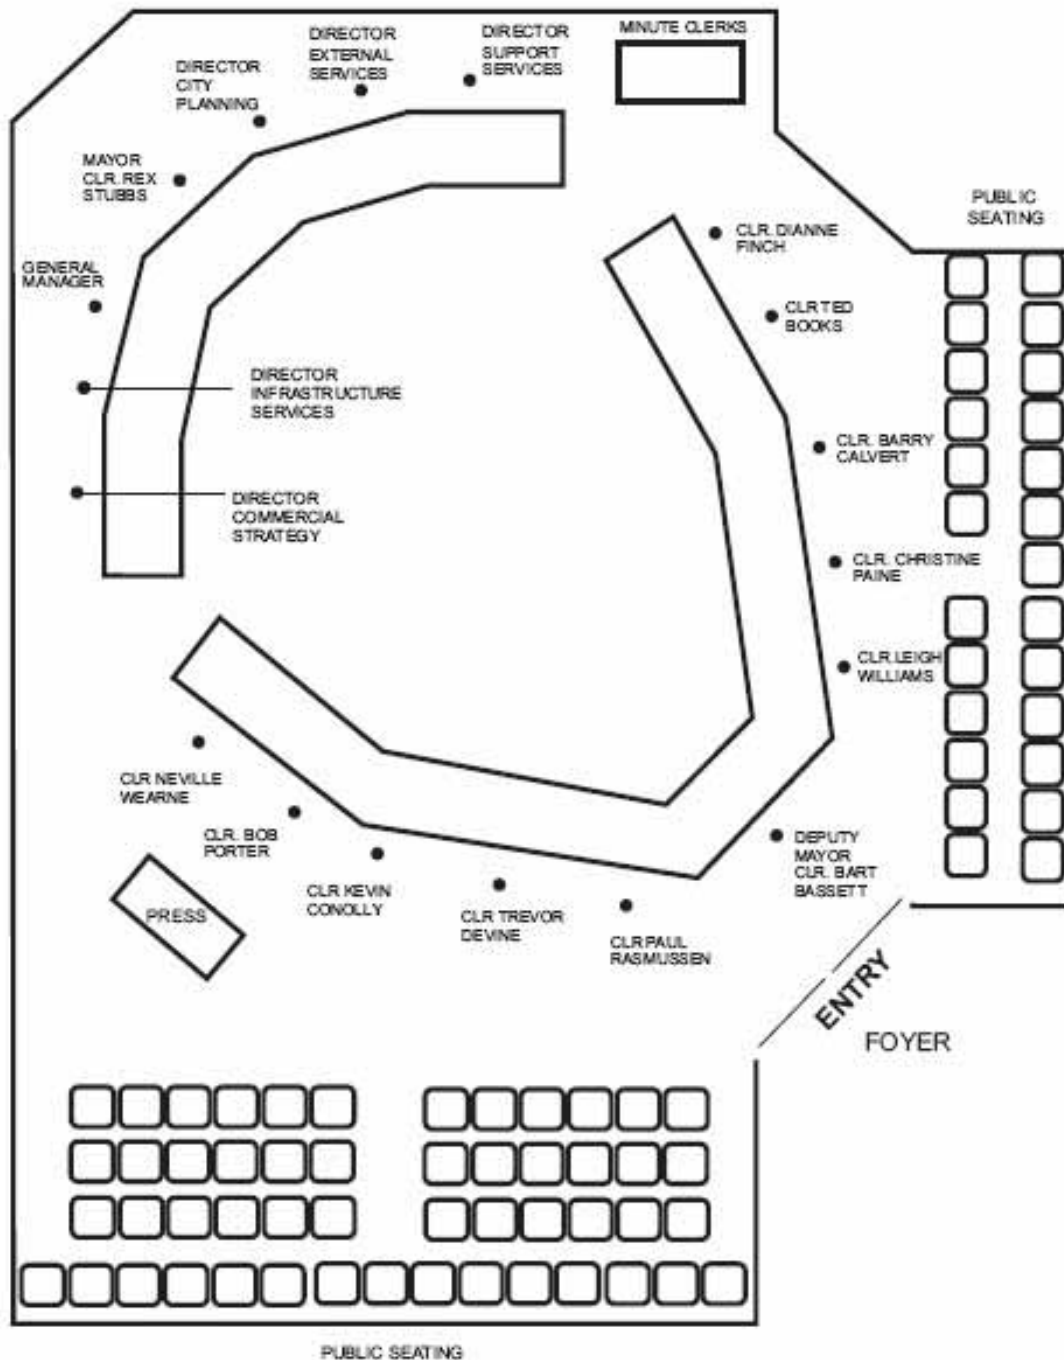 MINUTE CLERKS
DIRECTOR
SUPPORT
SERVICES
DIRECTOR
EXTERNAL
SERVICES
DIRECTOR
CITY
PLANNING
MAYOR
CLR. REX
STUBBS
GENERAL
MANAGER
DIRECTOR
INFRASTRUCTURE
SERVICES
DIRECTOR
COMMERCIAL
STRATEGY
PUBLIC
SEATING
CLR. DIANNE
FINCH
CLR TED
BOOKS
CLR. BARRY
CALVERT
CLR. CHRISTINE
PAINE
CLR. LEIGH
WILLIAMS
DEPUTY
MAYOR
CLR. BART
BASSETT
CLR PAUL
RASMUSSEN
CLR TREVOR
DEVINE
CLR KEVIN
CONOLLY
CLR. BOB
PORTER
CLR NEVILLE
WEARNE
PRESS
ENTRY
FOYER
PUBLIC SEATING